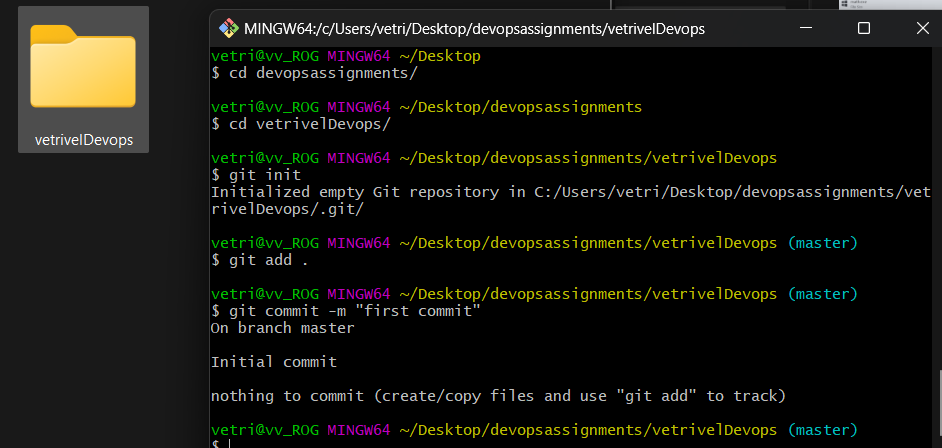 MINGW64:/c/Users/vetri/Desktop/devopsassignments/vetrivelDevops
vetrivelDevops
vetri@vv_ROG MINGW64 ~/Desktop
$ cd devopsassignments/
vetri@vv_ROG MINGW64 ~/Desktop/devopsassignments
$ cd vetrivelDevops/
vetri@vv_ROG MINGW64 ~/Desktop/devopsassignments/vetrivelDevops
$ git init
Initialized empty Git repository in C:/Users/vetri/Desktop/devopsassignments/vet
rivelDevops/.git/
vetri@vv_ROG MINGW64 ~/Desktop/devopsassignments/vetrivelDevops (master)
$ git add .
vetri@vv_ROG MINGW64 ~/Desktop/devopsassignments/vetrivelDevops (master)
$ git commit -m "first commit"
On branch master
Initial commit
nothing to commit (create/copy files and use "git add" to track)
vetri@vv_ROG MINGW64 ~/Desktop/devopsassignments/vetrivelDevops (master)
$